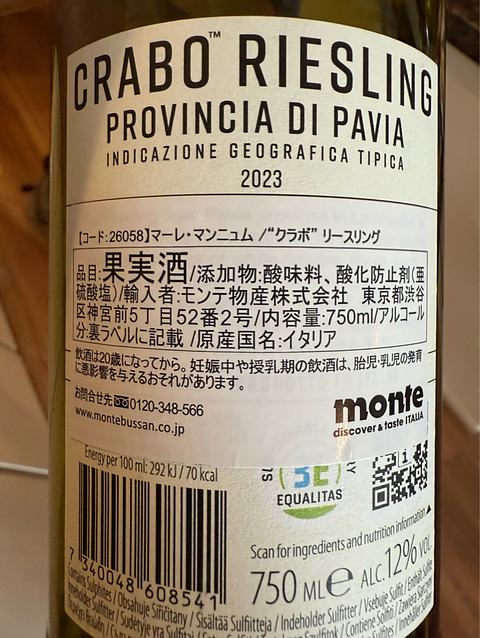 CRABO™ RIESLING
PROVINCIA DI PAVIA
INDICAZIONE GEOGRAFICA TIPICA
2023
【コード:26058】マーレ・マンニュム /“クラボ” リースリング
品目:果実酒/添加物:酸味料、酸化防止剤(亜
硫酸塩)/輸入者:モンテ物産株式会社 東京都渋谷
区神宮前5丁目52番2号/内容量:750ml/アルコール
分:裏ラベルに記載 /原産国名:イタリア
飲酒は20歳になってから。妊娠中や授乳期の飲酒は、胎児・乳児の発育
に悪影響を与えるおそれがあります。
お問合せ先 0120-348-566
www.montebussan.co.jp
monte
discover & taste ITALIA
Energy per 100 ml: 292 kJ / 70 kcal
EQUALITAS
Scan for ingredients and nutrition information
7 340048 608541
750 ML e ALC. 12% VOL.
Contains Sulphites / Obsahuje Siřičitany / Sisältää Sulfiitteja / Indeholder Sulfitter / Vsebuje Sulfit / Enthält Sulfite